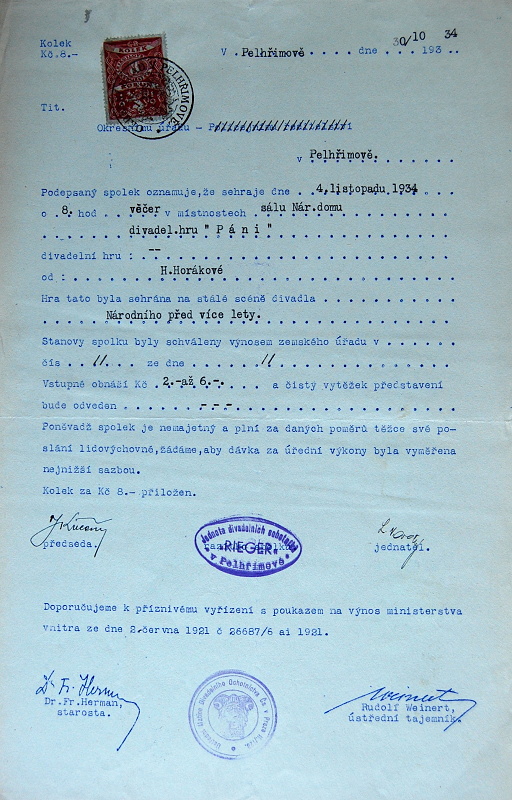 Kolek
Kč.8.-
V Pelhřimově dne 30/10 1934
KOLEK
Tit.
Okresnímu úřadu -
v Pelhřimově.
Podepsaný spolek oznamuje,že sehraje dne 4.listopadu 1934
o 8. hod večer v místnostech sálu Nár.domu
divadel.hru " P á n i "
divadelní hru : --
od : H.Horákové
Hra tato byla sehrána na stálé scéně divadla
Národního před více lety.
Stanovy spolku byly schváleny výnosem zemského úřadu v
čís // ze dne //
Vstupné obnáší Kč 2.-až 6.-. a čistý výtěžek představení
bude odveden - - -
Poněvadž spolek je nemajetný a plní za daných poměrů těžce své po-
slání lidovýchovné,žádáme,aby dávka za úřední výkony byla vyměřena
nejnižší sazbou.
Kolek za Kč 8.- přiložen.
předseda.
Jednota divadelních ochotníků
"RIEGER"
v Pelhřimově
jednatel.
Doporučujeme k příznivému vyřízení s poukazem na výnos ministerstva
vnitra ze dne 2.června 1921 č 26687/6 ai 1921.
Dr. Fr. Herman
Dr.Fr.Herman,
starosta.
Weinert
Rudolf Weinert,
ústřední tajemník.